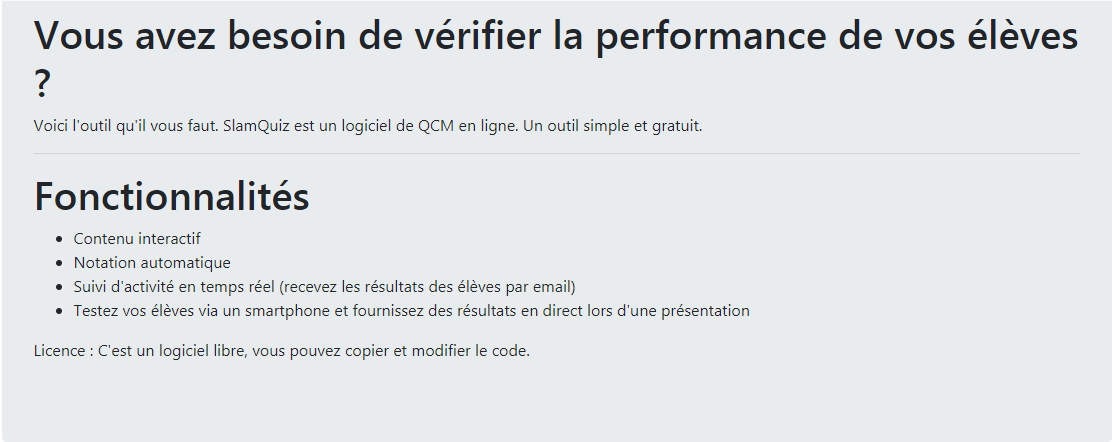 Vous avez besoin de vérifier la performance de vos élèves
?
Voici l'outil qu'il vous faut. SlamQuiz est un logiciel de QCM en ligne. Un outil simple et gratuit.
Fonctionnalités
• Contenu interactif
• Notation automatique
• Suivi d'activité en temps réel (recevez les résultats des élèves par email)
• Testez vos élèves via un smartphone et fournissez des résultats en direct lors d'une présentation
Licence : C'est un logiciel libre, vous pouvez copier et modifier le code.